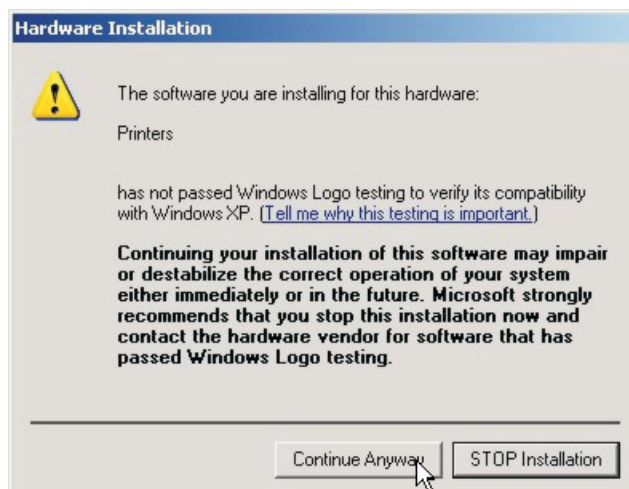 Hardware Installation
The software you are installing for this hardware:
Printers
has not passed Windows Logo testing to verify its compatibility
with Windows XP. (Tell me why this testing is important.)
Continuing your installation of this software may impair
or destabilize the correct operation of your system
either immediately or in the future. Microsoft strongly
recommends that you stop this installation now and
contact the hardware vendor for software that has
passed Windows Logo testing.
Continue Anyway STOP Installation